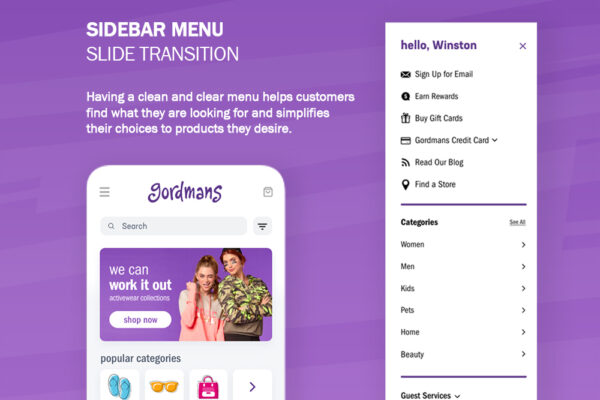 SIDEBAR MENU
SLIDE TRANSITION
Having a clean and clear menu helps customers
find what they are looking for and simplifies
their choices to products they desire.
gordmans
Search
we can
work it out
activewear collections
shop now
popular categories
hello, Winston
Sign Up for Email
Earn Rewards
Buy Gift Cards
Gordmans Credit Card
Read Our Blog
Find a Store
Categories
See All
Women
Men
Kids
Pets
Home
Beauty
Guest Services